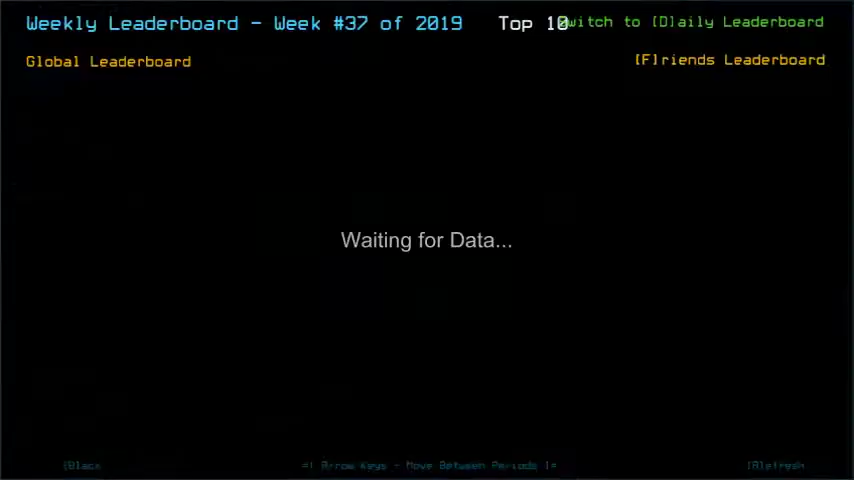 Weekly Leaderboard - Week #37 of 2019 Top 10 witch to [D]aily Leaderboard
Global Leaderboard [F]riends Leaderboard
Waiting for Data...
[B]ack =[ Arrow Keys - Move Between Periods ]= [R]efresh